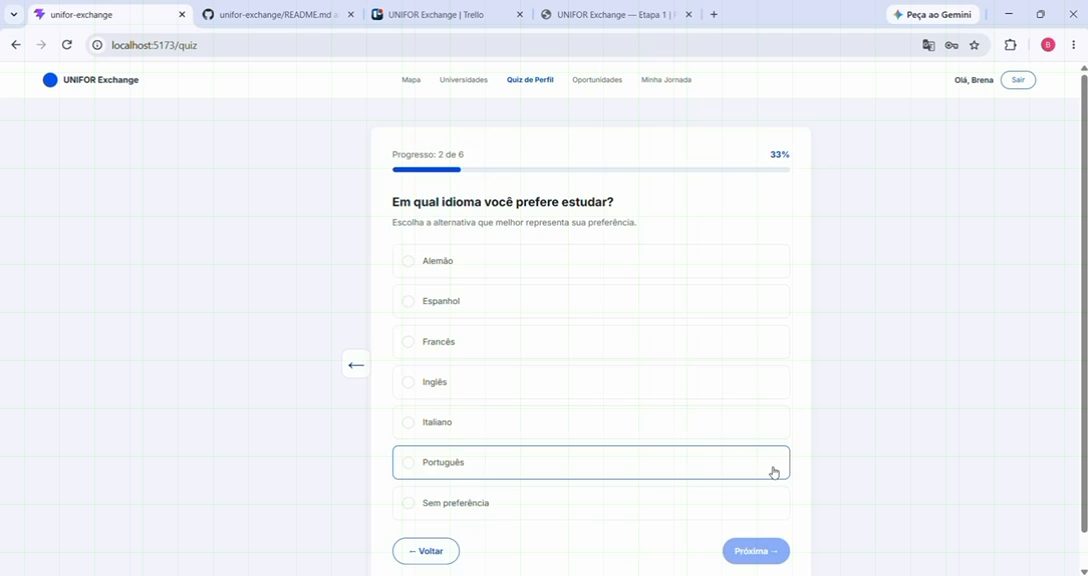 unifor-exchange
unifor-exchange/README.md a
UNIFOR Exchange | Trello
UNIFOR Exchange — Etapa 1 |
Peça ao Gemini
localhost:5173/quiz
B
UNIFOR Exchange
Mapa
Universidades
Quiz de Perfil
Oportunidades
Minha Jornada
Olá, Brena
Sair
Progresso: 2 de 6
33%
Em qual idioma você prefere estudar?
Escolha a alternativa que melhor representa sua preferência.
Alemão
Espanhol
Francês
Inglês
Italiano
Português
Sem preferência
← Voltar
Próxima →